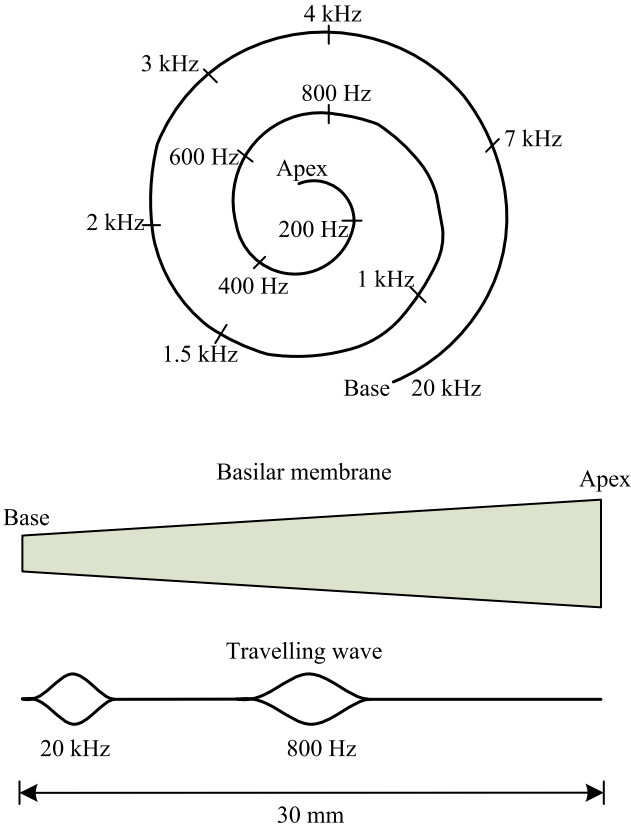 4 kHz
3 kHz
800 Hz
7 kHz
600 Hz
Apex
2 kHz
200 Hz
400 Hz
1 kHz
1.5 kHz
Base 20 kHz
Basilar membrane
Apex
Base
Travelling wave
20 kHz
800 Hz
30 mm